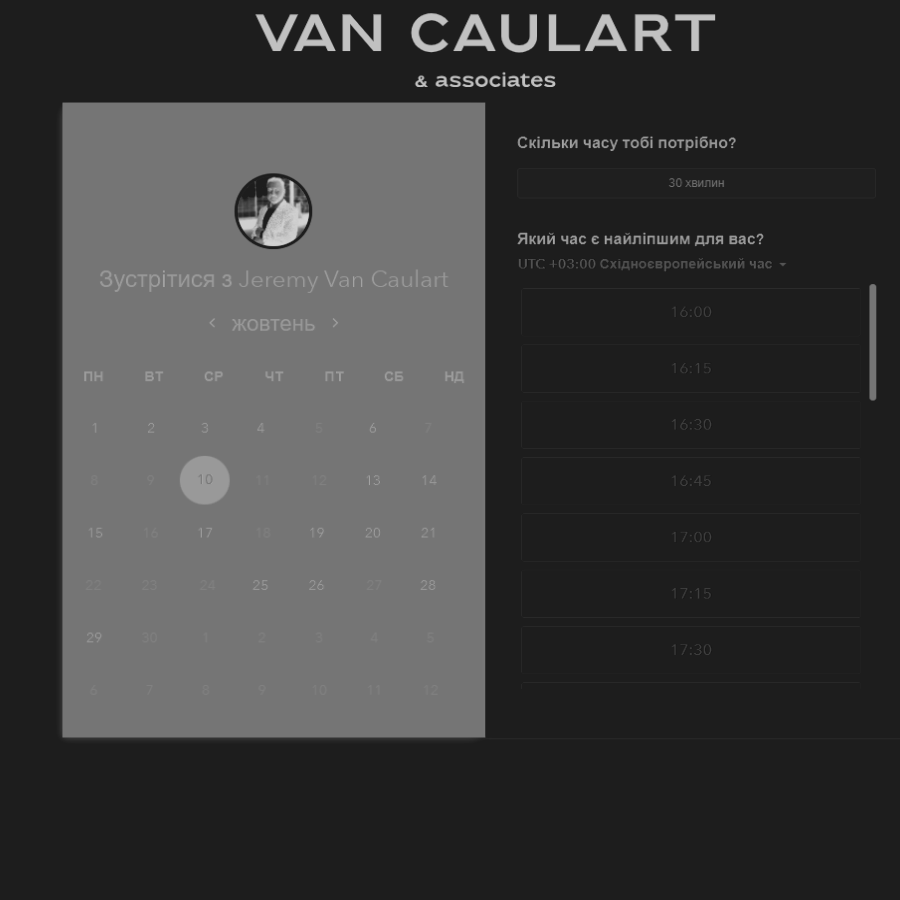 VAN CAULART
& associates
Зустрітися з Jeremy Van Caulart
жовтень
ПН ВТ СР ЧТ ПТ СБ НД
1 2 3 4 5 6 7
8 9 10 11 12 13 14
15 16 17 18 19 20 21
22 23 24 25 26 27 28
29 30 1 2 3 4 5
6 7 8 9 10 11 12
Скільки часу тобі потрібно?
30 хвилин
Який час є найліпшим для вас?
UTC +03:00 Східноєвропейський час
16:00
16:15
16:30
16:45
17:00
17:15
17:30